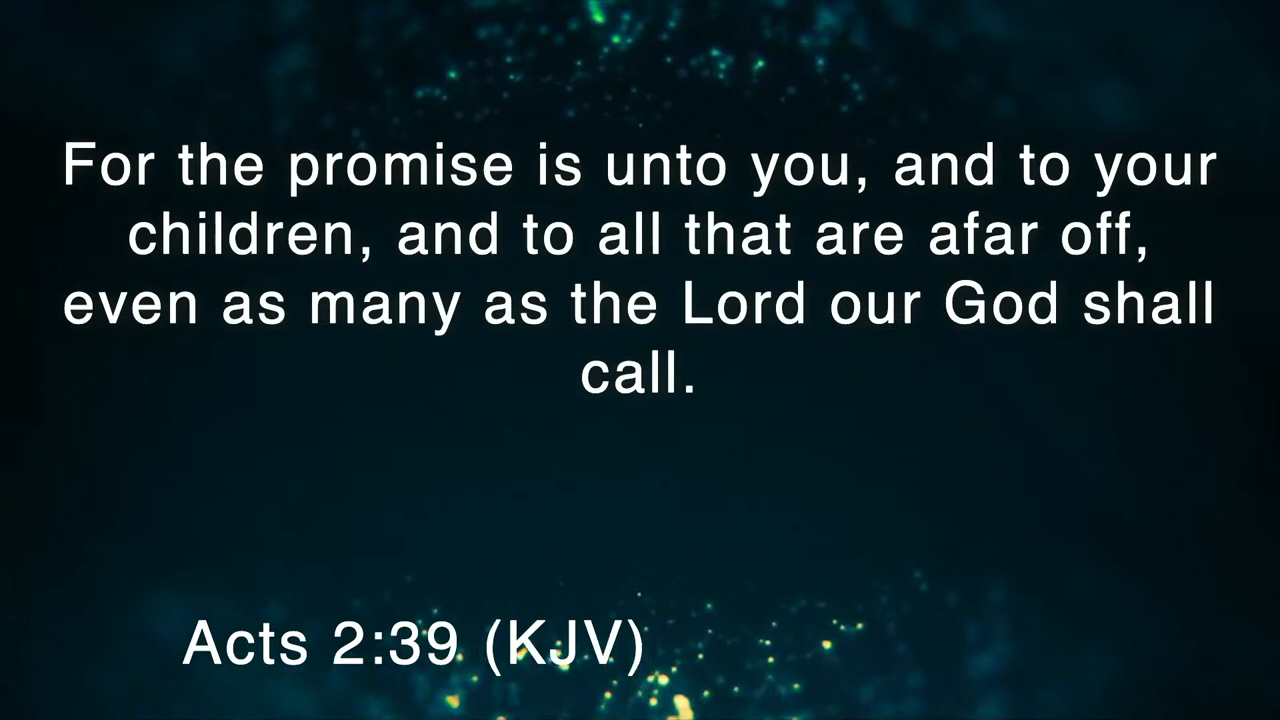 For the promise is unto you, and to your
children, and to all that are afar off,
even as many as the Lord our God shall
call.
Acts 2:39 (KJV)